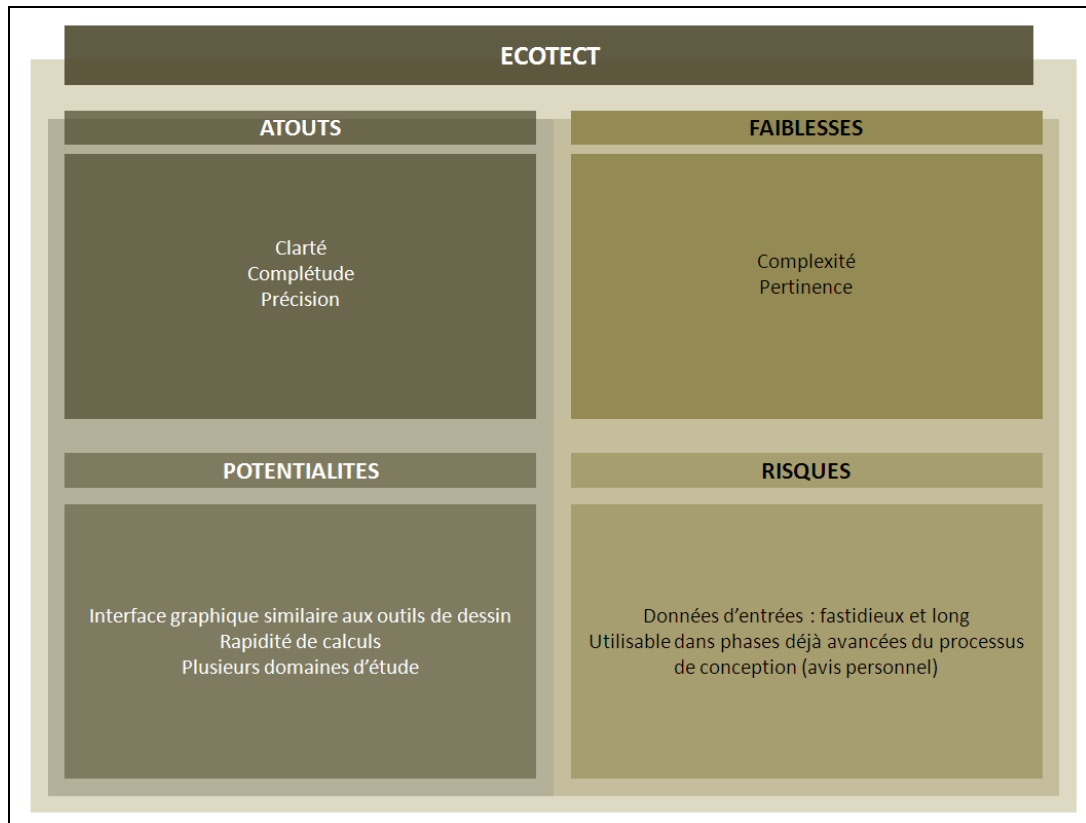 ECOTECT
ATOUTS
Clarté
Complétude
Précision
FAIBLESSES
Complexité
Pertinence
POTENTIALITES
Interface graphique similaire aux outils de dessin
Rapidité de calculs
Plusieurs domaines d’étude
RISQUES
Données d’entrées : fastidieux et long
Utilisable dans phases déjà avancées du processus
de conception (avis personnel)